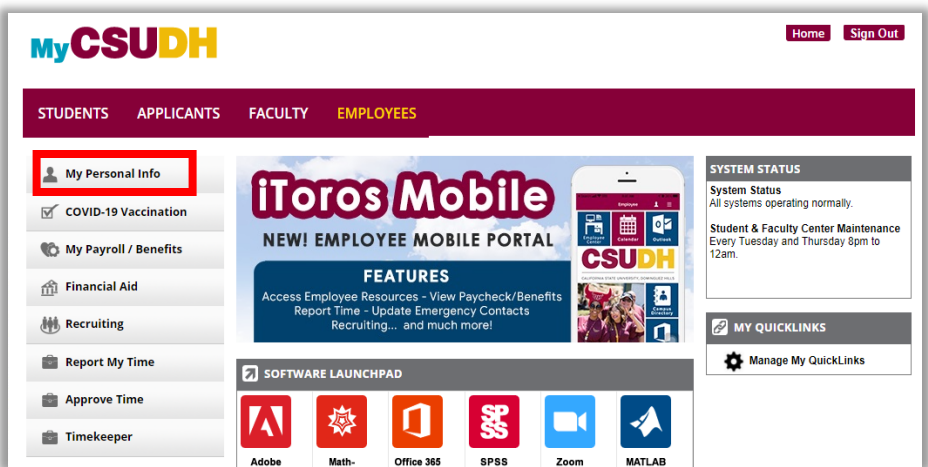 MyCSUDH
Home Sign Out
STUDENTS APPLICANTS FACULTY EMPLOYEES
My Personal Info
COVID-19 Vaccination
My Payroll / Benefits
Financial Aid
Recruiting
Report My Time
Approve Time
Timekeeper
iToros Mobile
NEW! EMPLOYEE MOBILE PORTAL
FEATURES
Access Employee Resources - View Paycheck/Benefits
Report Time - Update Emergency Contacts
Recruiting... and much more!
Employee
Employee
Center
Calendar
Outlook
CSUDH
CALIFORNIA STATE UNIVERSITY, DOMINGUEZ HILLS
Campus
Directory
SOFTWARE LAUNCHPAD
SPSS
Adobe Math- Office 365 SPSS Zoom MATLAB
SYSTEM STATUS
System Status
All systems operating normally.
Student & Faculty Center Maintenance
Every Tuesday and Thursday 8pm to
12am.
MY QUICKLINKS
Manage My QuickLinks